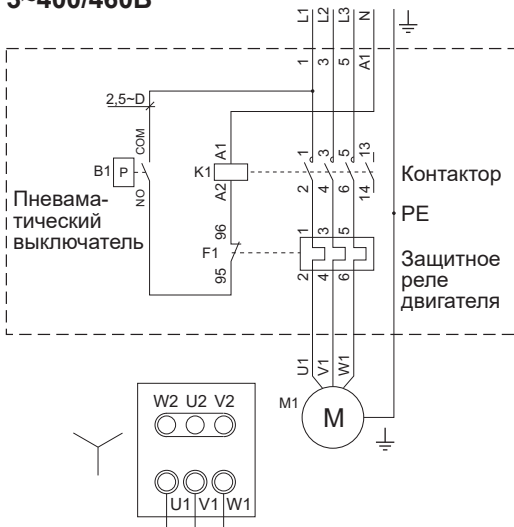 3~400/460В
L1 L2 L3 N
1 3 5 A1
2,5~D
COM
B1 P
NO
K1 A1
A2
1 3 5 13
2 4 6 14
Контактор
Пневама-
тический
выключатель
PE
96
F1
95
1 3 5
2 4 6
Защитное
реле
двигателя
U1 V1 W1
M1 M
W2 U2 V2
U1 V1 W1